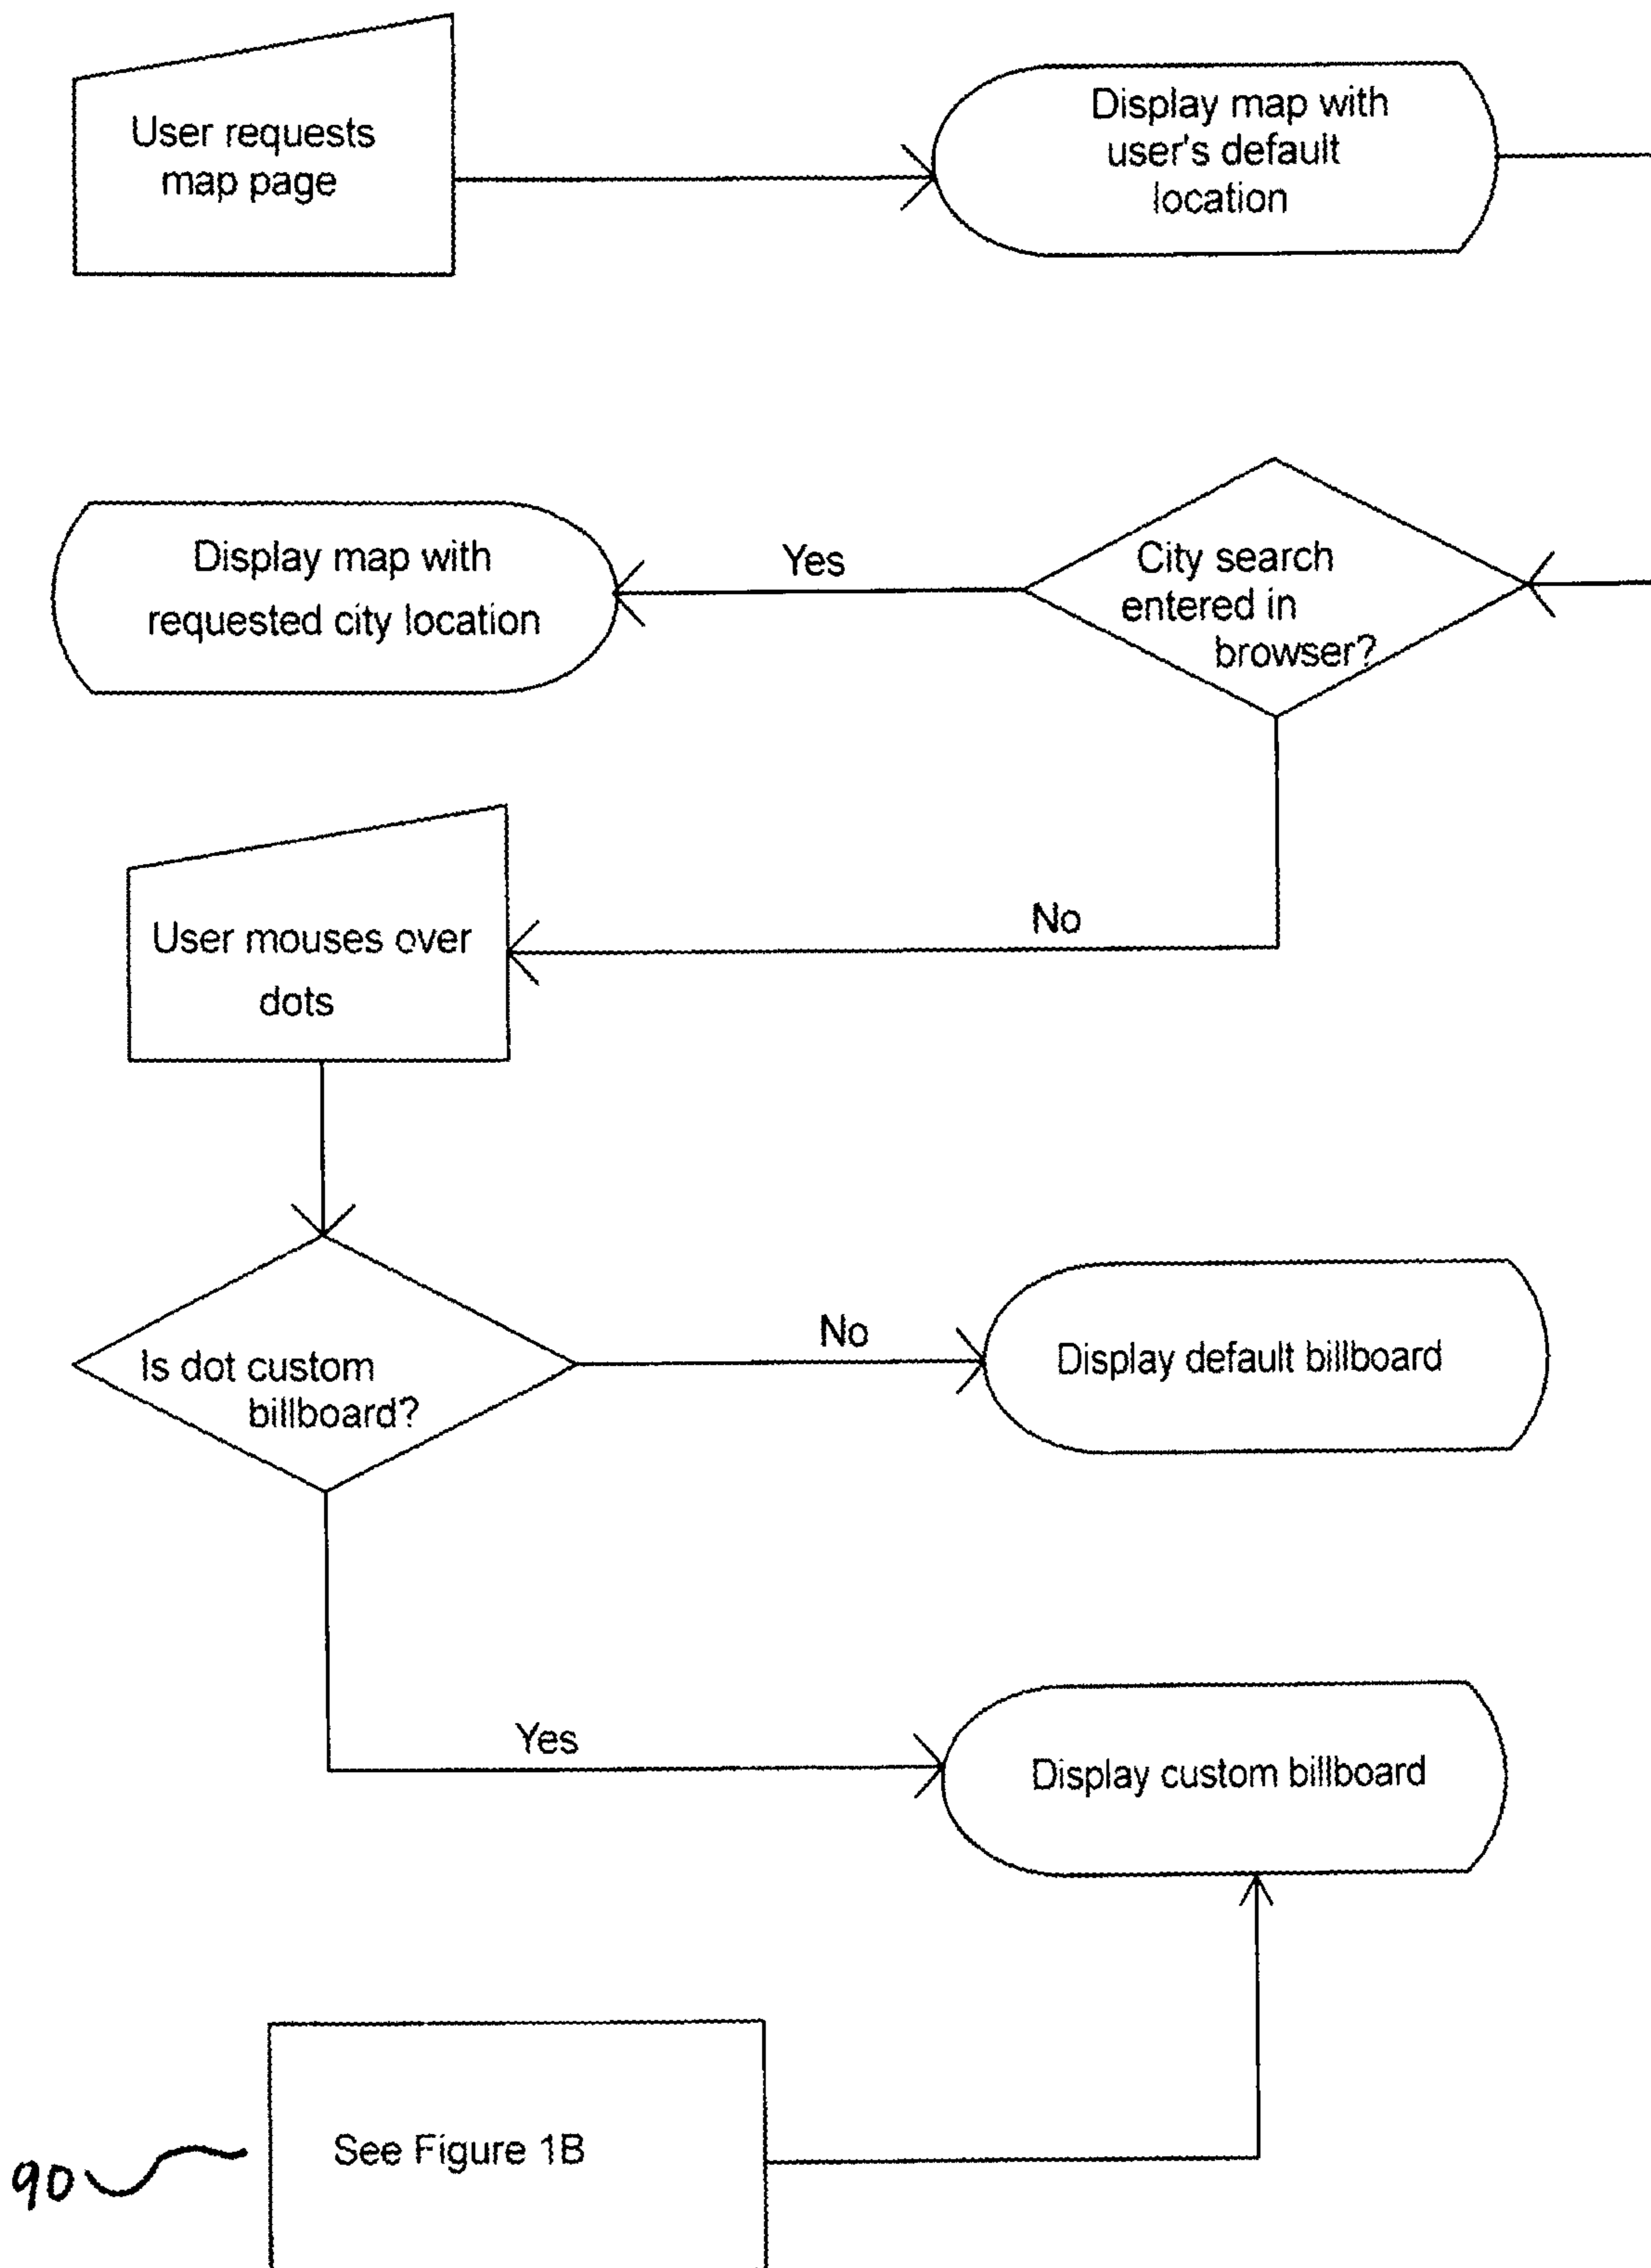 User requests
map page
Display map with
user's default
location
Display map with
requested city location
Yes
City search
entered in
browser?
No
User mouses over
dots
Is dot custom
billboard?
No
Display default billboard
Yes
Display custom billboard
See Figure 1B
90